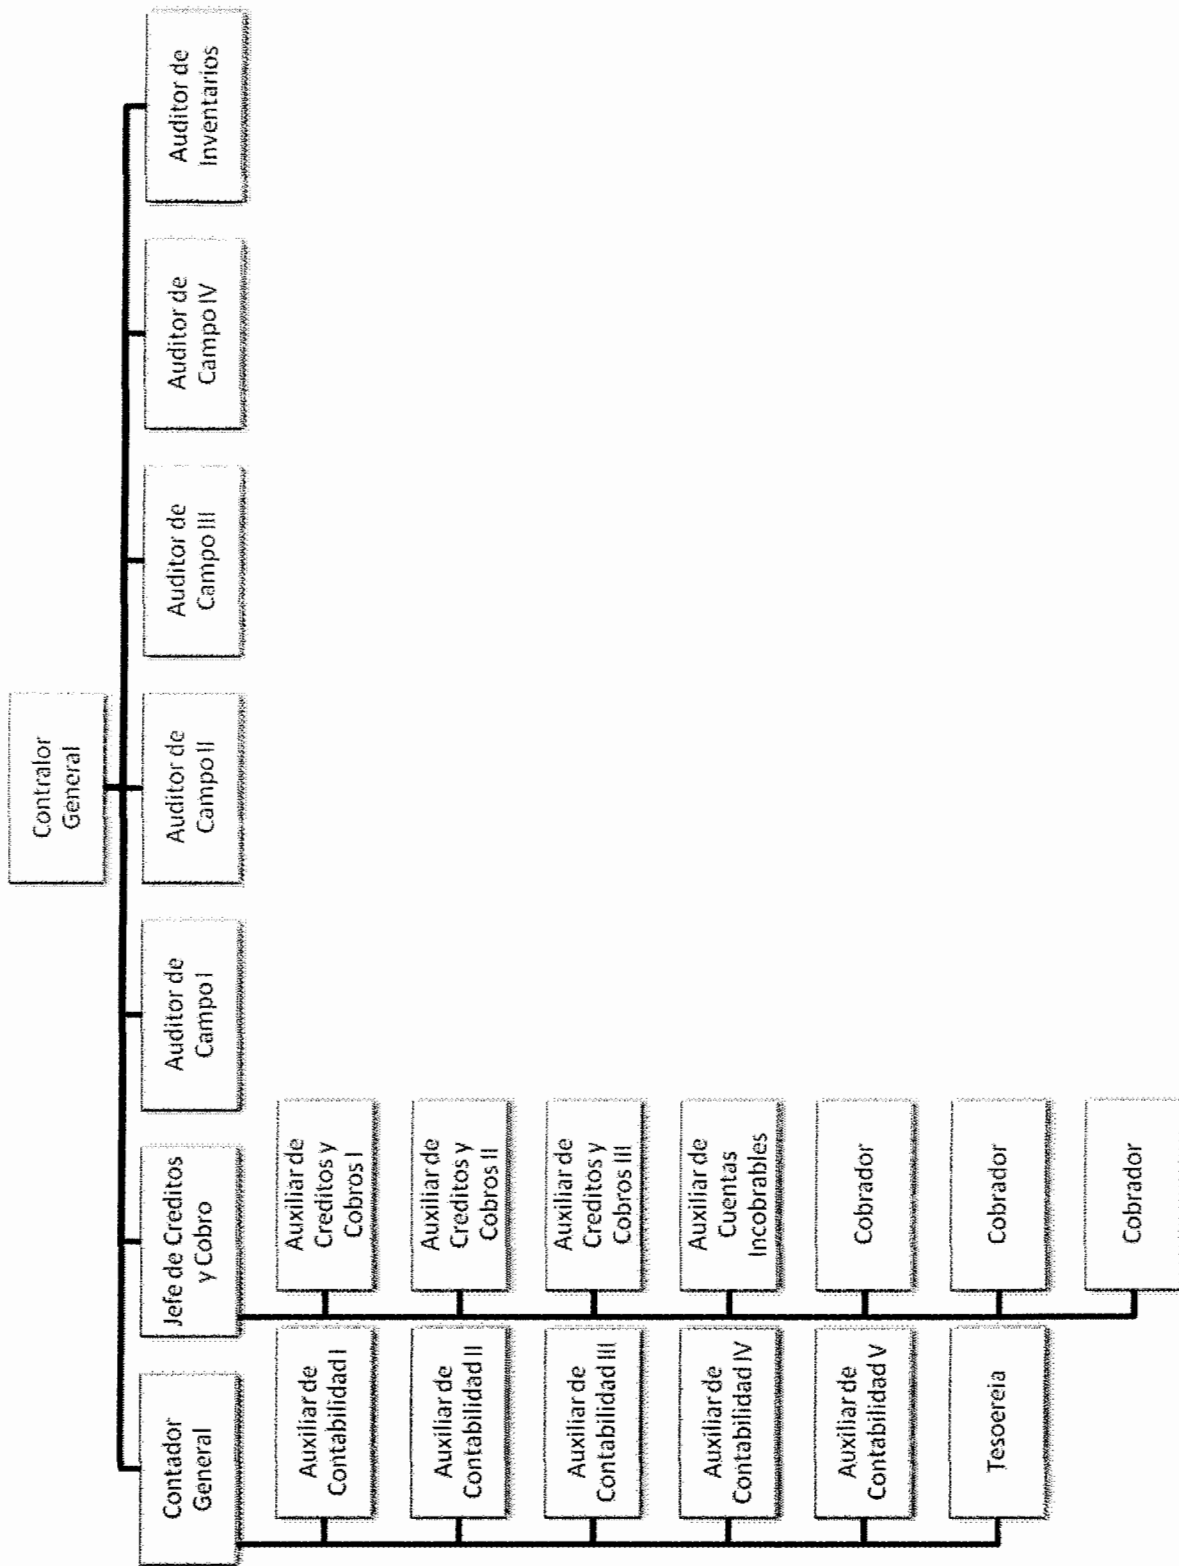 Contralor
General
Contador
General
Jefe de Creditos
y Cobro
Auditor de
Campo I
Auditor de
Campo II
Auditor de
Campo III
Auditor de
Campo IV
Auditor de
Inventarios
Auxiliar de
Contabilidad I
Auxiliar de
Contabilidad II
Auxiliar de
Contabilidad III
Auxiliar de
Contabilidad IV
Auxiliar de
Contabilidad V
Tesoereia
Auxiliar de
Creditos y
Cobros I
Auxiliar de
Creditos y
Cobros II
Auxiliar de
Creditos y
Cobros III
Auxiliar de
Cuentas
Incobrables
Cobrador
Cobrador
Cobrador